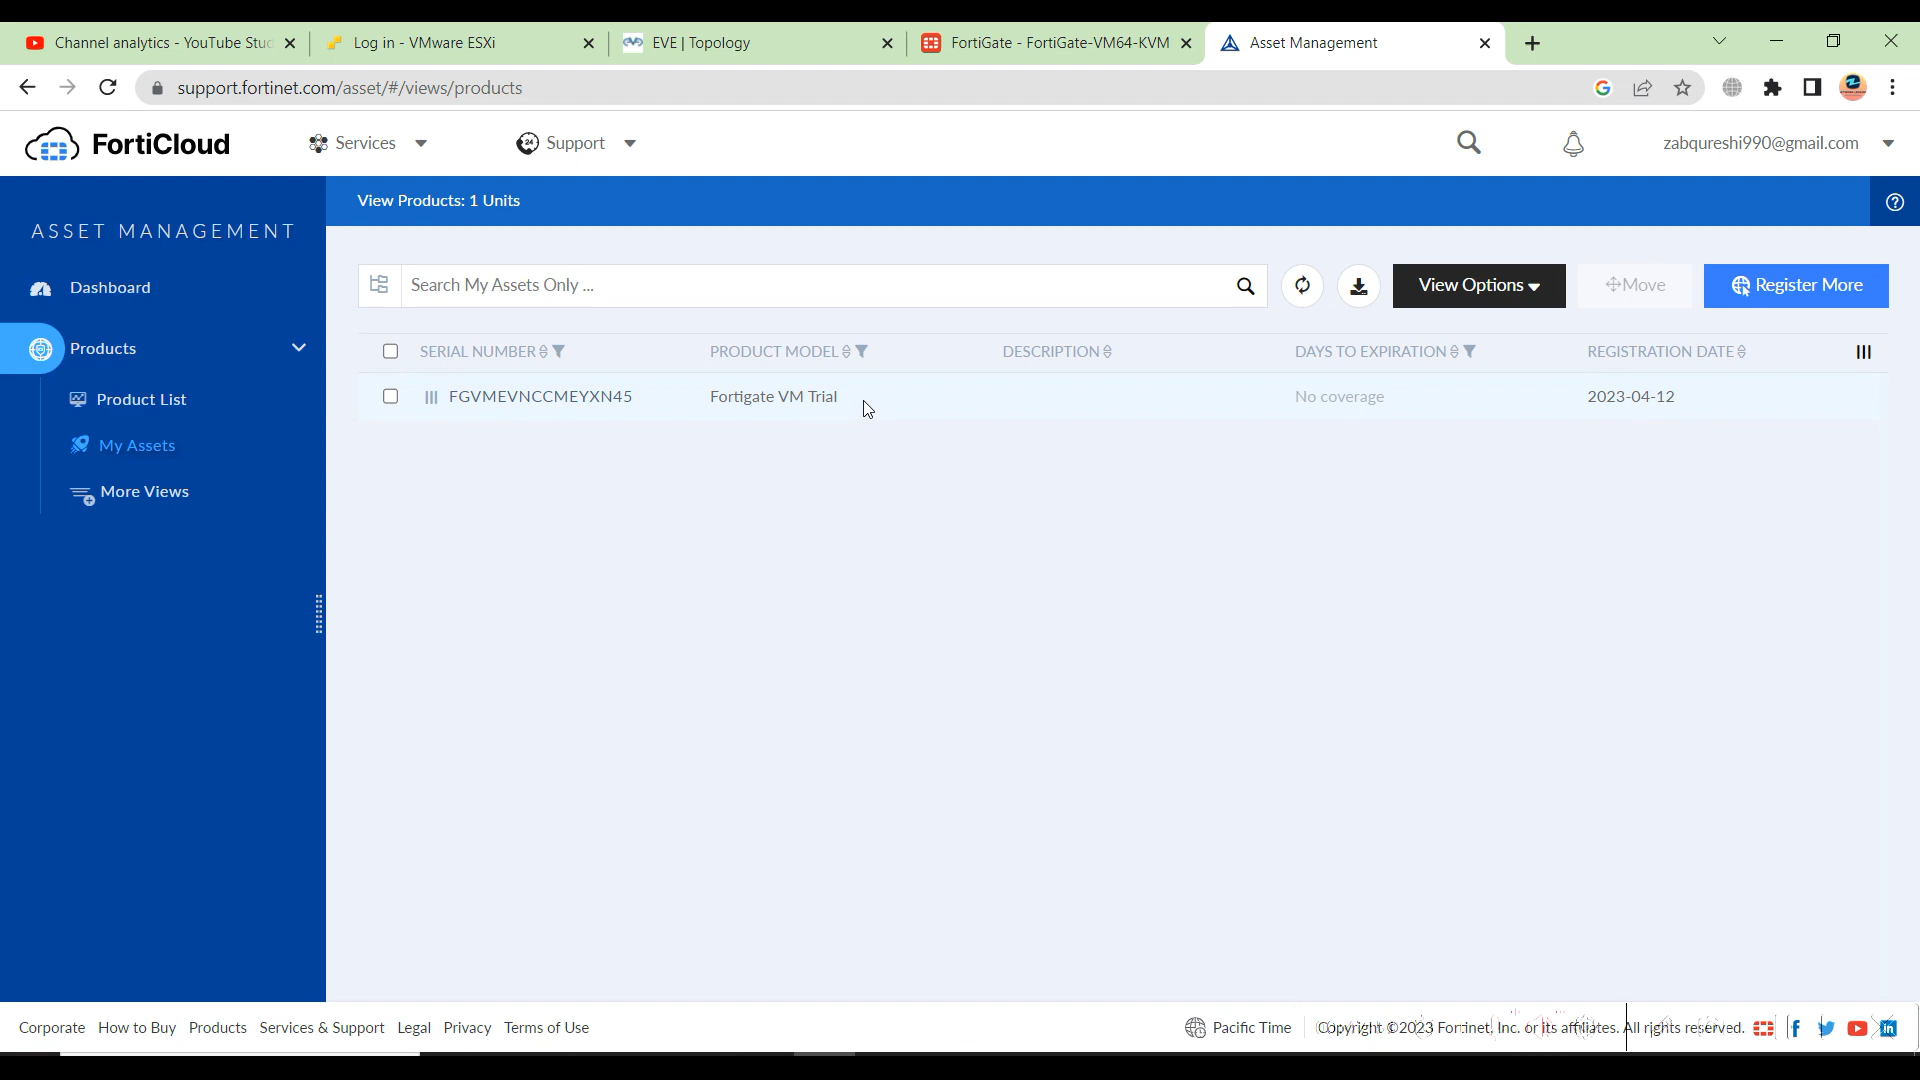 Channel analytics - YouTube Stud
Log in - VMware ESXi
EVE | Topology
FortiGate - FortiGate-VM64-KVM
Asset Management
support.fortinet.com/asset/#/views/products
FortiCloud
Services
24
Support
zabqureshi990@gmail.com
ASSET MANAGEMENT
View Products: 1 Units
Dashboard
Search My Assets Only ...
View Options
Move
Register More
Products
SERIAL NUMBER
PRODUCT MODEL
DESCRIPTION
DAYS TO EXPIRATION
REGISTRATION DATE
FGVMEVNCCMEYXN45
Fortigate VM Trial
No coverage
2023-04-12
Product List
My Assets
More Views
Corporate How to Buy Products Services & Support Legal Privacy Terms of Use
Pacific Time
Copyright ©2023 Fortinet, Inc. or its affiliates. All rights reserved.